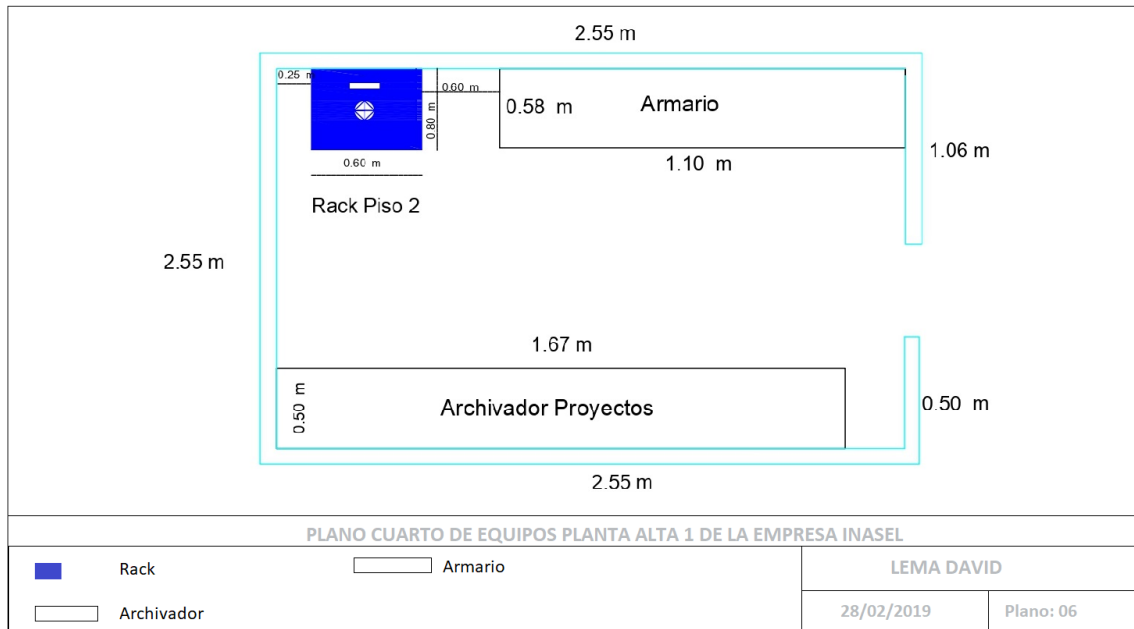 2.55 m
0.25 m
0.60 m
0.58 m
Armario
0.80 m
1.06 m
0.60 m
1.10 m
Rack Piso 2
2.55 m
1.67 m
0.50 m
Archivador Proyectos
0.50 m
2.55 m
PLANO CUARTO DE EQUIPOS PLANTA ALTA 1 DE LA EMPRESA INASEL
Rack
Armario
LEMA DAVID
Archivador
28/02/2019
Plano: 06